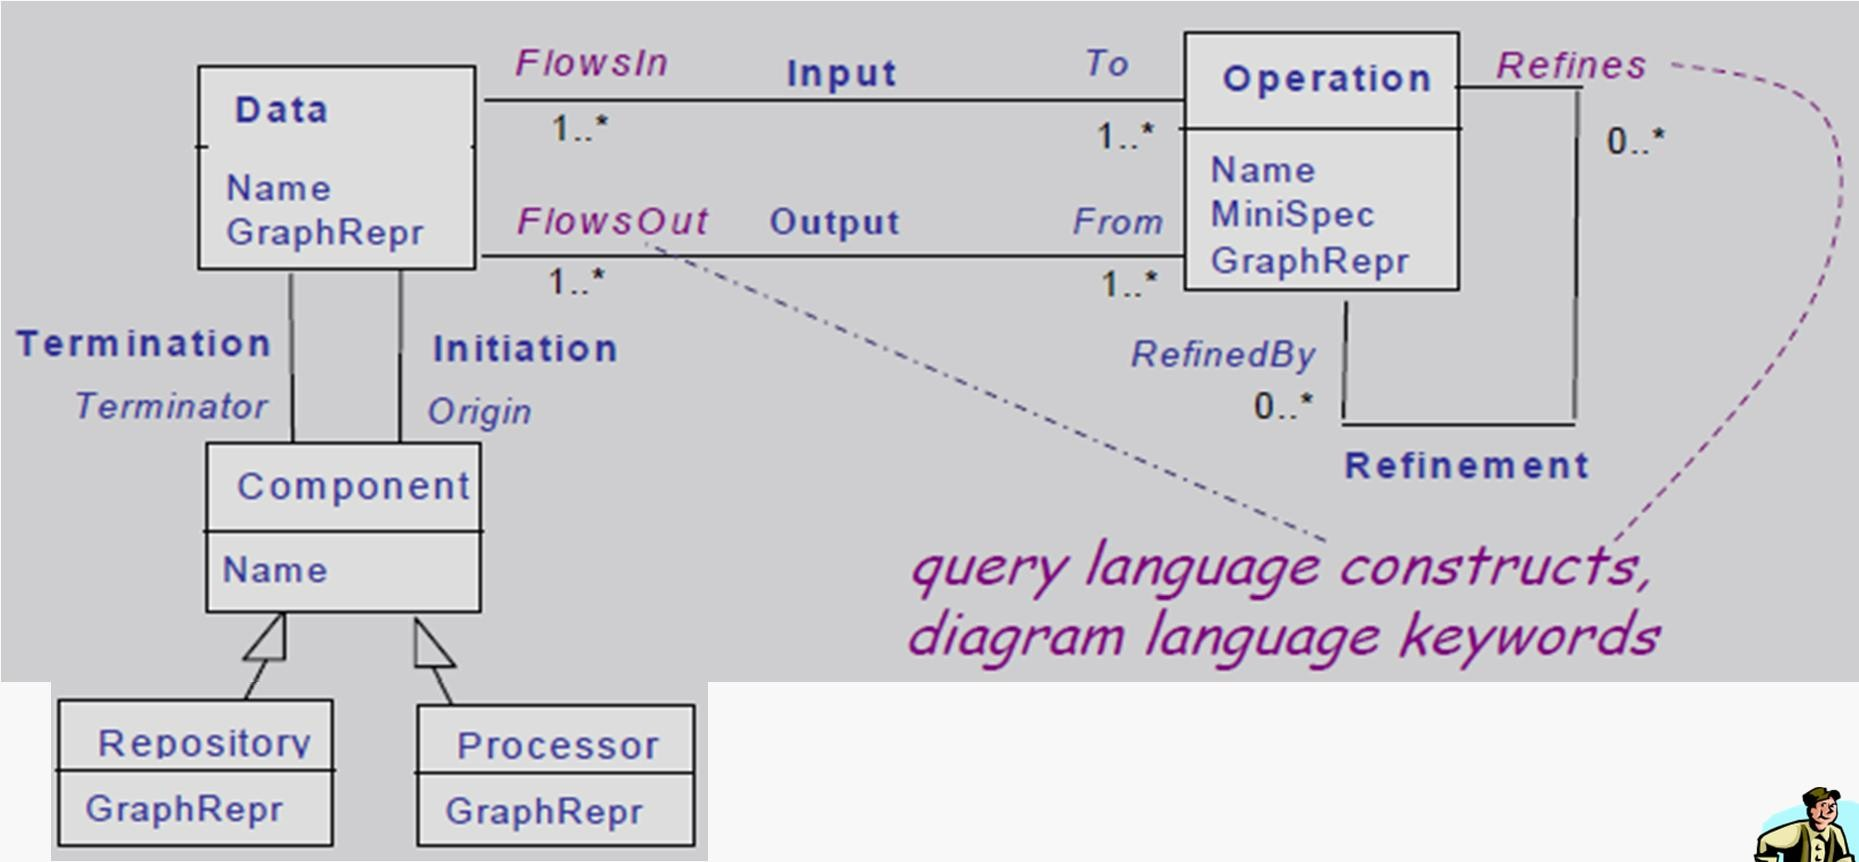 FlowsIn
Input
To
Operation
Refines
Data
1..*
1..*
0..*
Name
GraphRepr
Name
MiniSpec
GraphRepr
FlowsOut
Output
From
1..*
1..*
Termination
Initiation
RefinedBy
Terminator
Origin
0..*
Refinement
Component
Name
query language constructs,
diagram language keywords
Repository
GraphRepr
Processor
GraphRepr